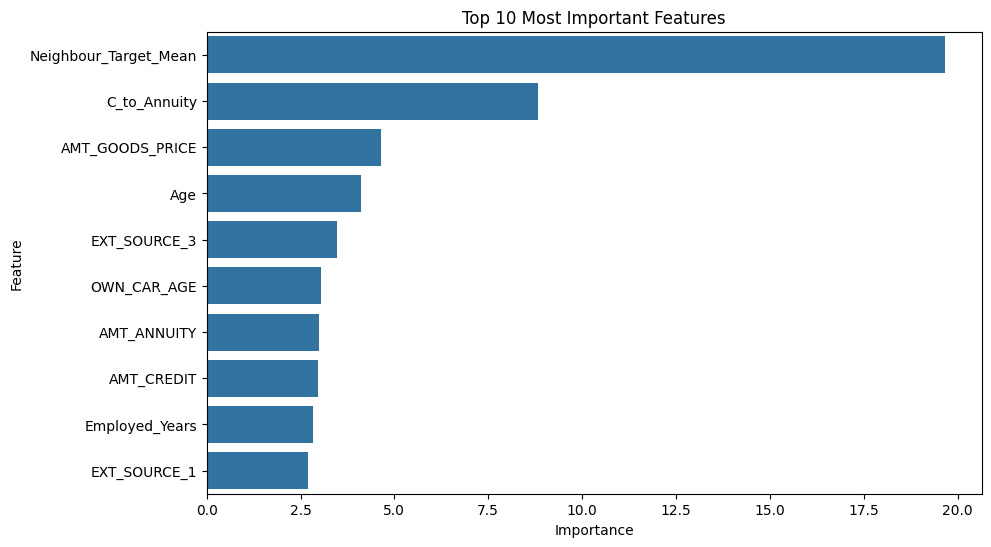 Top 10 Most Important Features
Feature
Neighbour_Target_Mean
C_to_Annuity
AMT_GOODS_PRICE
Age
EXT_SOURCE_3
OWN_CAR_AGE
AMT_ANNUITY
AMT_CREDIT
Employed_Years
EXT_SOURCE_1
0.0 2.5 5.0 7.5 10.0 12.5 15.0 17.5 20.0
Importance